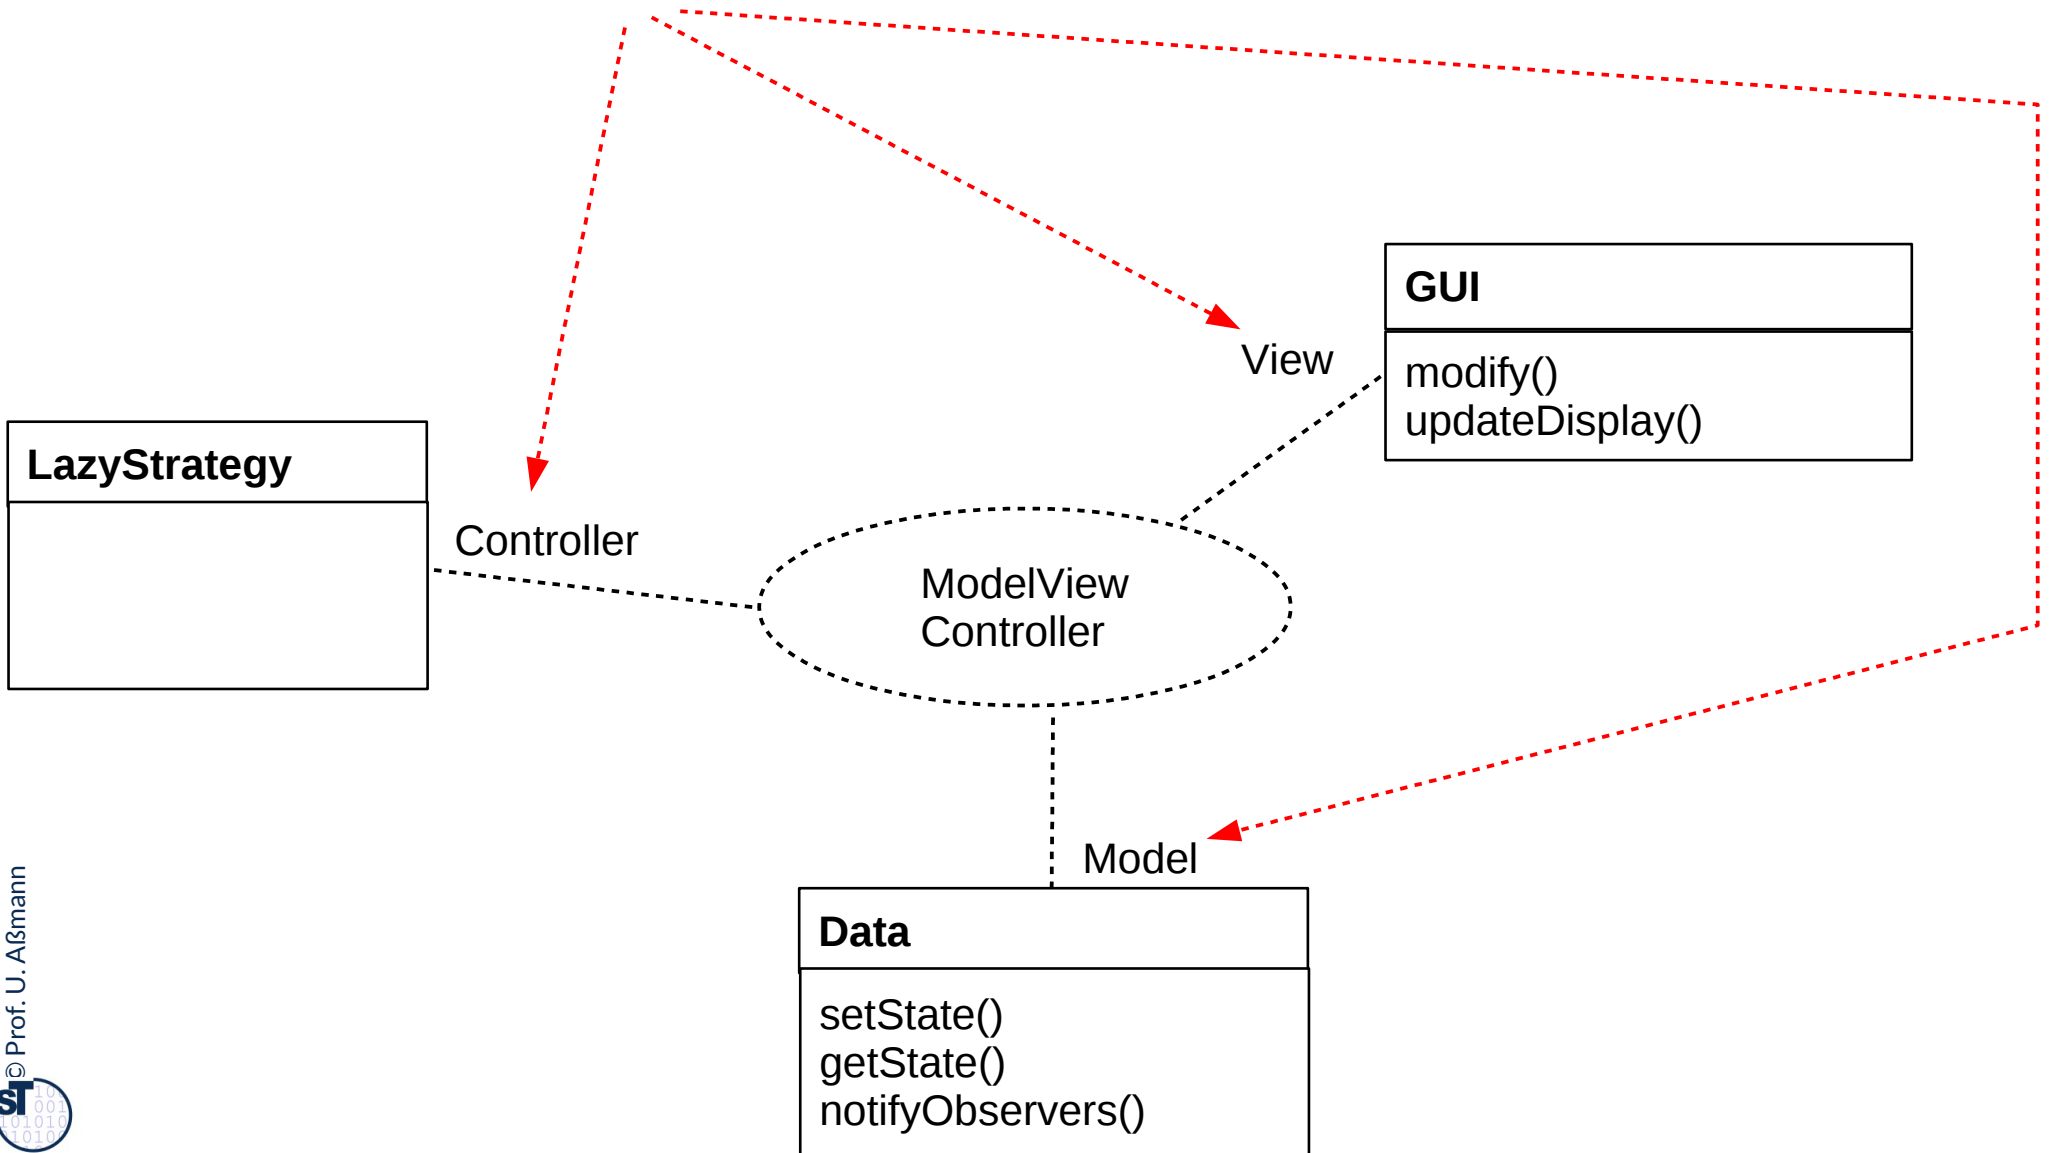 GUI
View
modify()
updateDisplay()
LazyStrategy
Controller
ModelView
Controller
Model
Data
setState()
getState()
notifyObservers()
© Prof. U. Aßmann
ST